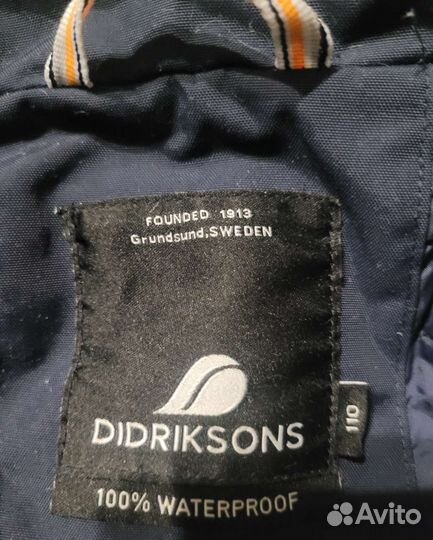 FOUNDED 1913
Grundsund,SWEDEN
DIDRIKSONS
110
100% WATERPROOF
Avito